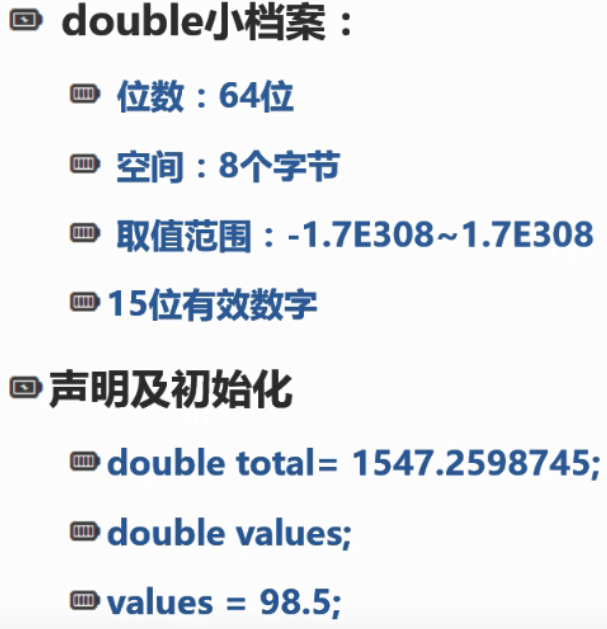 double小档案：
位数：64位
空间：8个字节
取值范围：-1.7E308~1.7E308
15位有效数字
声明及初始化
double total= 1547.2598745;
double values;
values = 98.5;